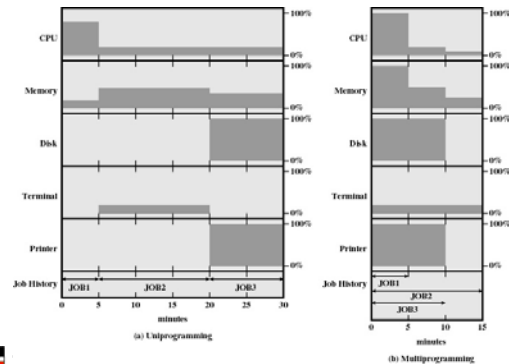 CPU
100%
0%
Memory
100%
0%
Disk
100%
0%
Terminal
100%
0%
Printer
100%
0%
Job History
JOB1 JOB2 JOB3
0 5 10 15 20 25 30
minutes
(a) Uniprogramming
CPU
100%
0%
Memory
100%
0%
Disk
100%
0%
Terminal
100%
0%
Printer
100%
0%
Job History
JOB1
JOB2
JOB3
0 5 10 15
minutes
(b) Multiprogramming